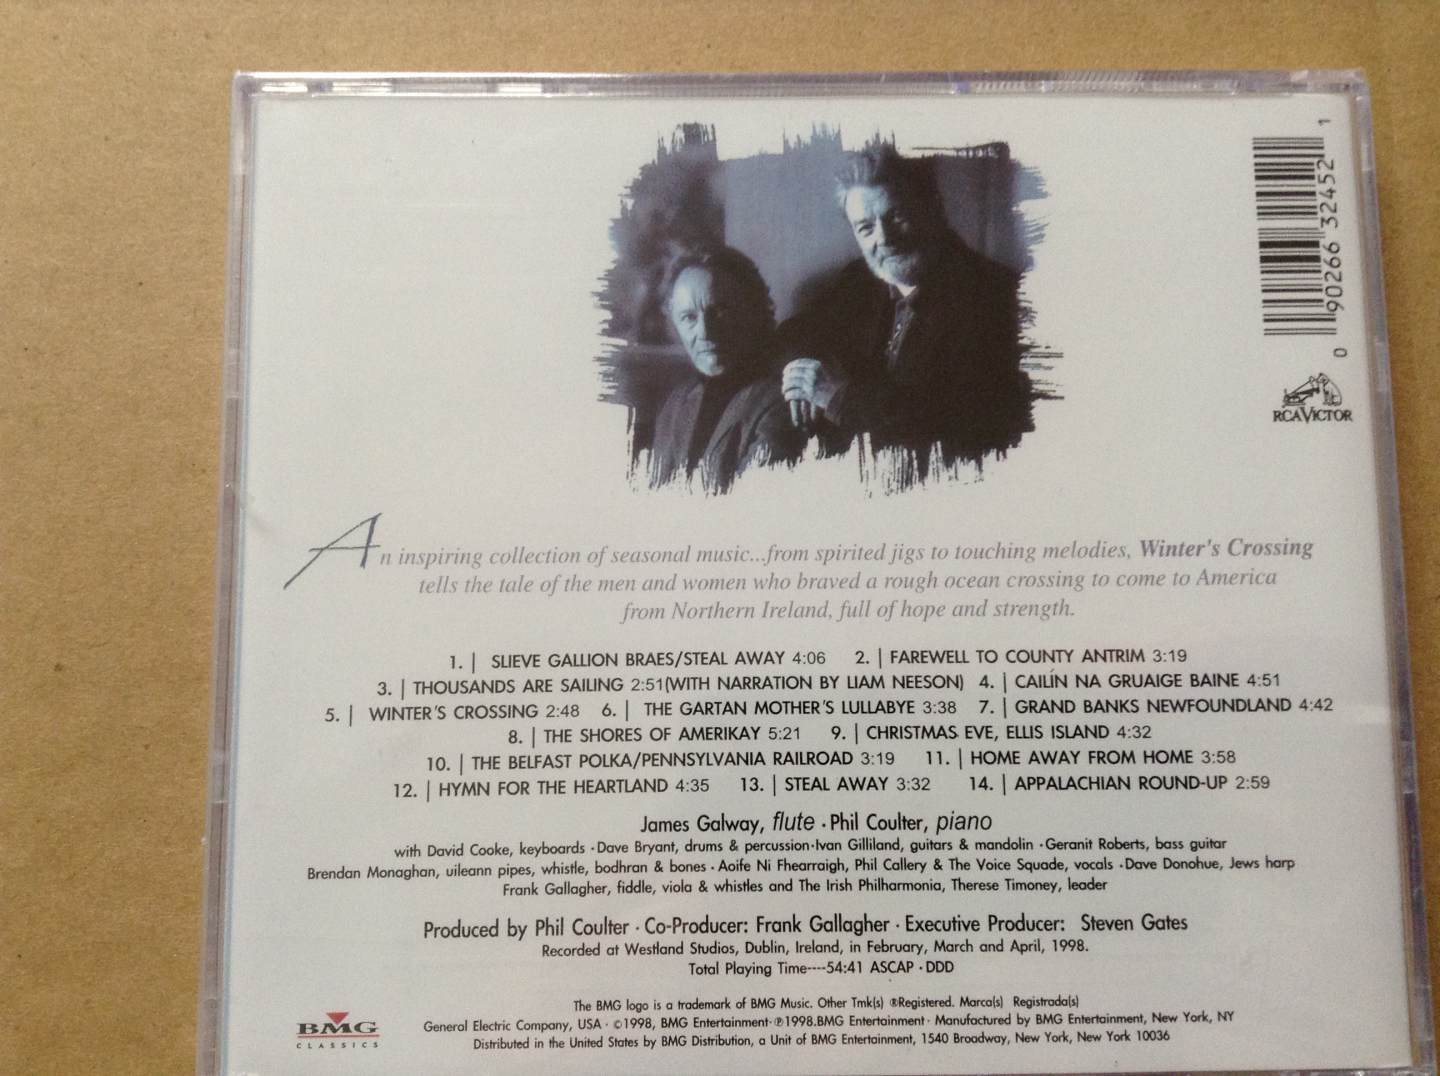 1
90266 32452
0
RCA VICTOR
An inspiring collection of seasonal music...from spirited jigs to touching melodies, Winter's Crossing
tells the tale of the men and women who braved a rough ocean crossing to come to America
from Northern Ireland, full of hope and strength.
1. | SLIEVE GALLION BRAES/STEAL AWAY 4:06 2. | FAREWELL TO COUNTY ANTRIM 3:19
3. | THOUSANDS ARE SAILING 2:51(WITH NARRATION BY LIAM NEESON) 4. | CAILÍN NA GRUAIGE BAINE 4:51
5. | WINTER'S CROSSING 2:48 6. | THE GARTAN MOTHER'S LULLABYE 3:38 7. | GRAND BANKS NEWFOUNDLAND 4:42
8. | THE SHORES OF AMERIKAY 5:21 9. | CHRISTMAS EVE, ELLIS ISLAND 4:32
10. | THE BELFAST POLKA/PENNSYLVANIA RAILROAD 3:19 11. | HOME AWAY FROM HOME 3:58
12. | HYMN FOR THE HEARTLAND 4:35 13. | STEAL AWAY 3:32 14. | APPALACHIAN ROUND-UP 2:59
James Galway, flute · Phil Coulter, piano
with David Cooke, keyboards · Dave Bryant, drums & percussion · Ivan Gilliland, guitars & mandolin · Geranit Roberts, bass guitar
Brendan Monaghan, uileann pipes, whistle, bodhran & bones · Aoife Ni Fhearraigh, Phil Callery & The Voice Squade, vocals · Dave Donohue, Jews harp
Frank Gallagher, fiddle, viola & whistles and The Irish Philharmonia, Therese Timoney, leader
Produced by Phil Coulter · Co-Producer: Frank Gallagher · Executive Producer: Steven Gates
Recorded at Westland Studios, Dublin, Ireland, in February, March and April, 1998.
Total Playing Time----54:41 ASCAP · DDD
The BMG logo is a trademark of BMG Music. Other Tmk(s) ®Registered. Marca(s) Registrada(s)
General Electric Company, USA · ©1998, BMG Entertainment · ℗1998.BMG Entertainment · Manufactured by BMG Entertainment, New York, NY
Distributed in the United States by BMG Distribution, a Unit of BMG Entertainment, 1540 Broadway, New York, New York 10036
BMG
CLASSICS